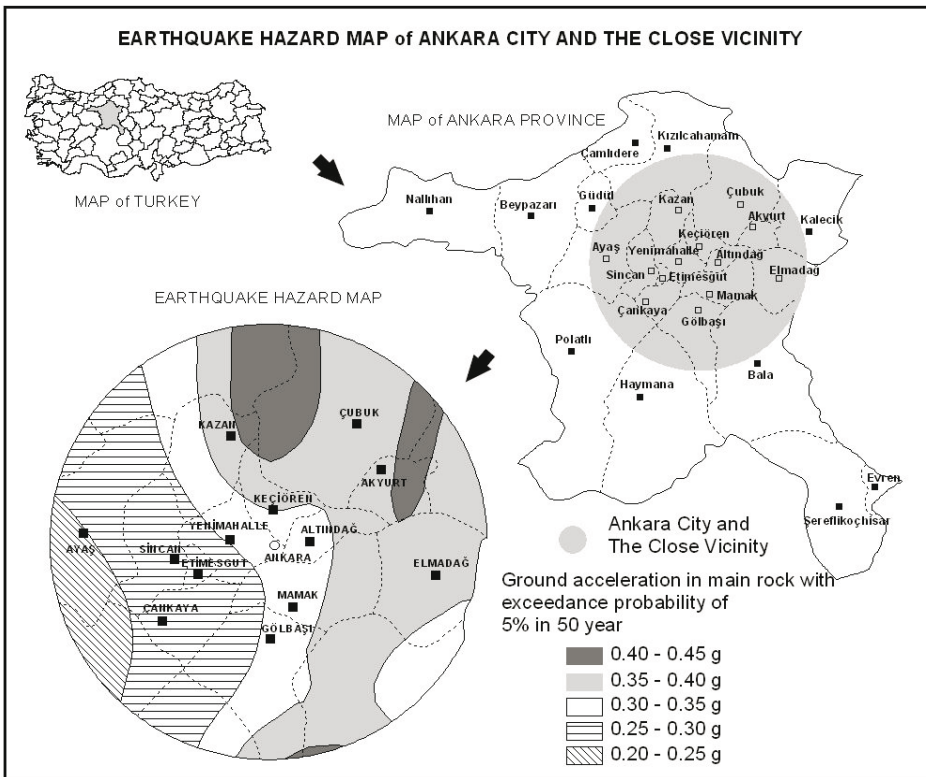 EARTHQUAKE HAZARD MAP of ANKARA CITY AND THE CLOSE VICINITY
MAP of TURKEY
MAP of ANKARA PROVINCE
Kızılcahamam
Çamlıdere
Nallıhan
Beypazarı
Güdül
Kazan
Çubuk
Akyurt
Kalecik
Keçiören
Ayaş
Yenimahalle
Altındağ
Sincan
Etimesgut
Elmadağ
Mamak
Çankaya
Gölbaşı
Polatlı
Haymana
Bala
Evren
Şereflikoçhisar
EARTHQUAKE HAZARD MAP
KAZAN
ÇUBUK
AKYURT
KEÇİÖREN
YENİMAHALLE
ALTINDAĞ
AYAŞ
SİNCAN
ANKARA
ETİMESGUT
ELMADAĞ
MAMAK
ÇANKAYA
GÖLBAŞI
Ankara City and
The Close Vicinity
Ground acceleration in main rock with
exceedance probability of
5% in 50 year
0.40 - 0.45 g
0.35 - 0.40 g
0.30 - 0.35 g
0.25 - 0.30 g
0.20 - 0.25 g